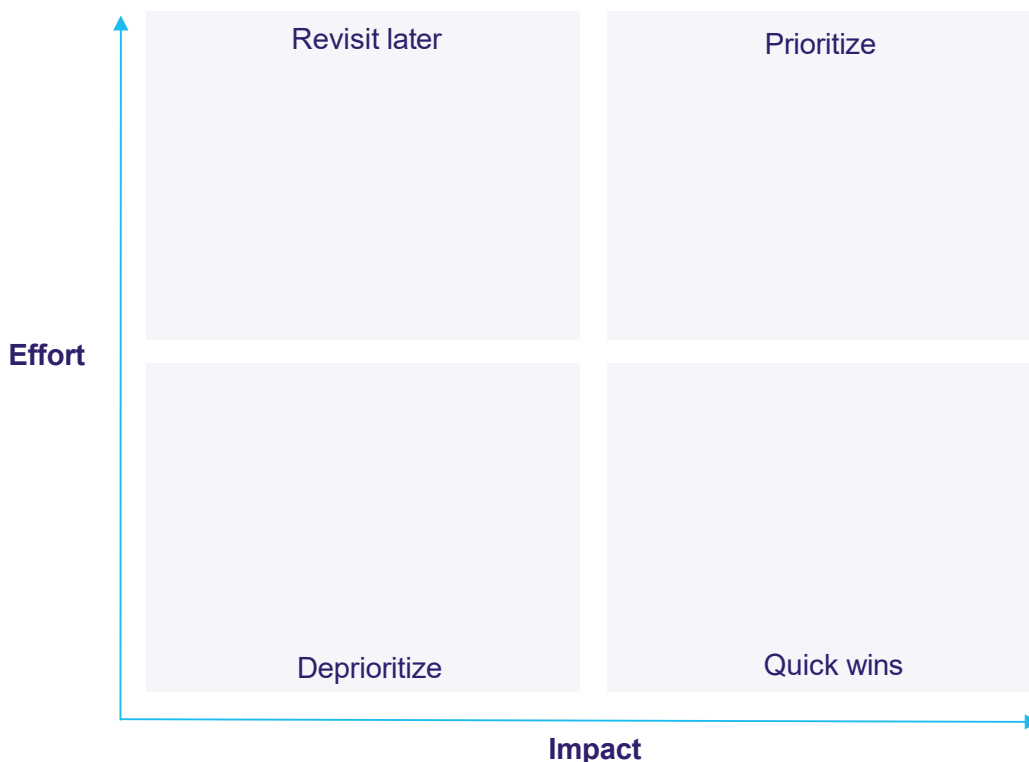 Revisit later
Prioritize
Effort
Deprioritize
Quick wins
Impact